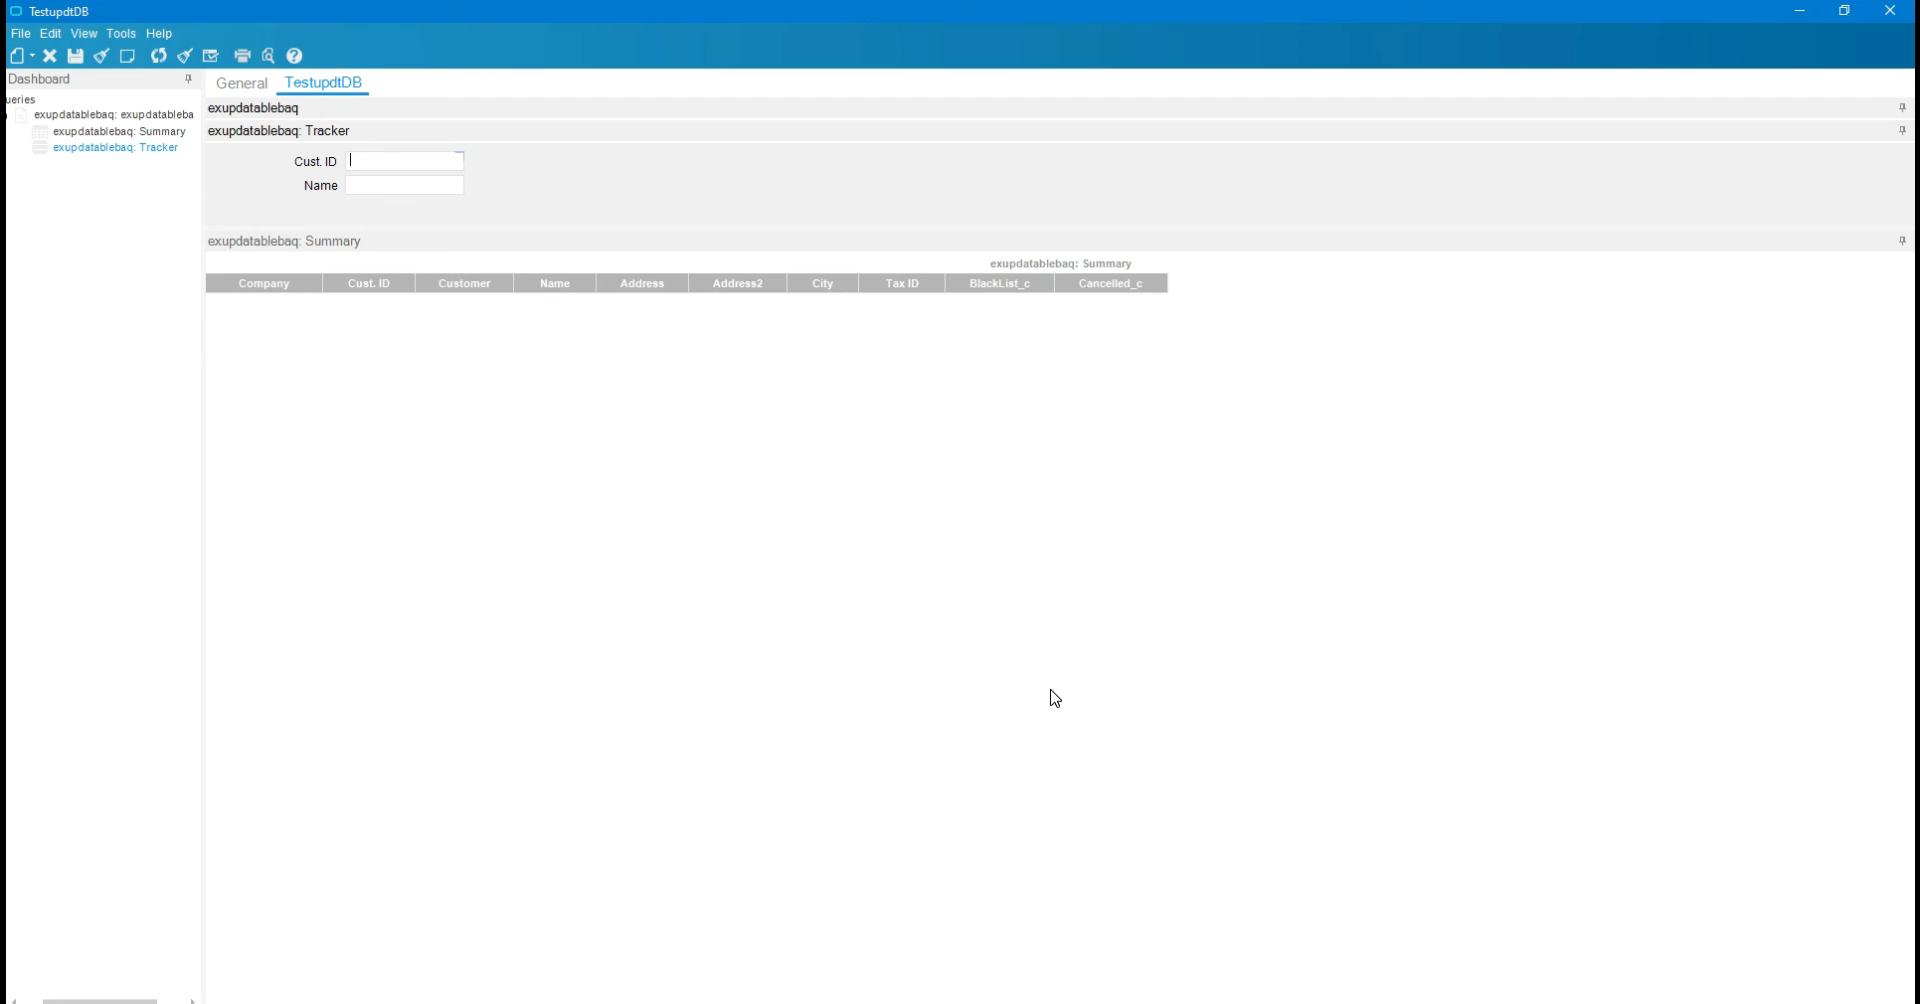 TestupdtDB
File Edit View Tools Help
Dashboard
General TestupdtDB
ueries
exupdatablebaq: exupdatableba
exupdatablebaq: Summary
exupdatablebaq: Tracker
exupdatablebaq
exupdatablebaq: Tracker
Cust. ID
Name
exupdatablebaq: Summary
exupdatablebaq: Summary
Company Cust. ID Customer Name Address Address2 City Tax ID BlackList_c Cancelled_c